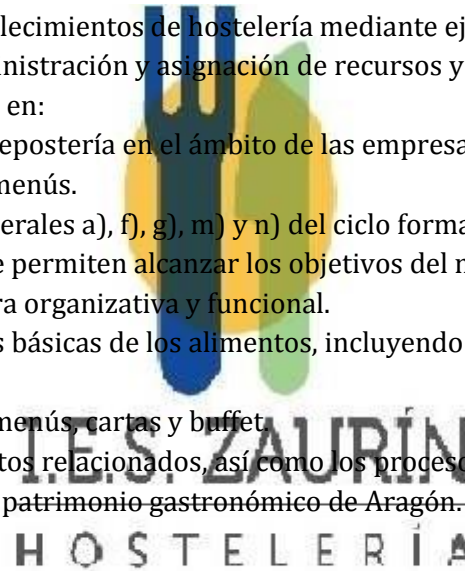 lecimientos de hostelería mediante ej
inistración y asignación de recursos y
en:
epostería en el ámbito de las empresa
menús.
erales a), f), g), m) y n) del ciclo forma
e permiten alcanzar los objetivos del m
ra organizativa y funcional.
s básicas de los alimentos, incluyendo
menús, cartas y buffet.
I.E.S. ZAURÍN
tos relacionados, así como los proceso
patrimonio gastronómico de Aragón.
HOSTELERÍA